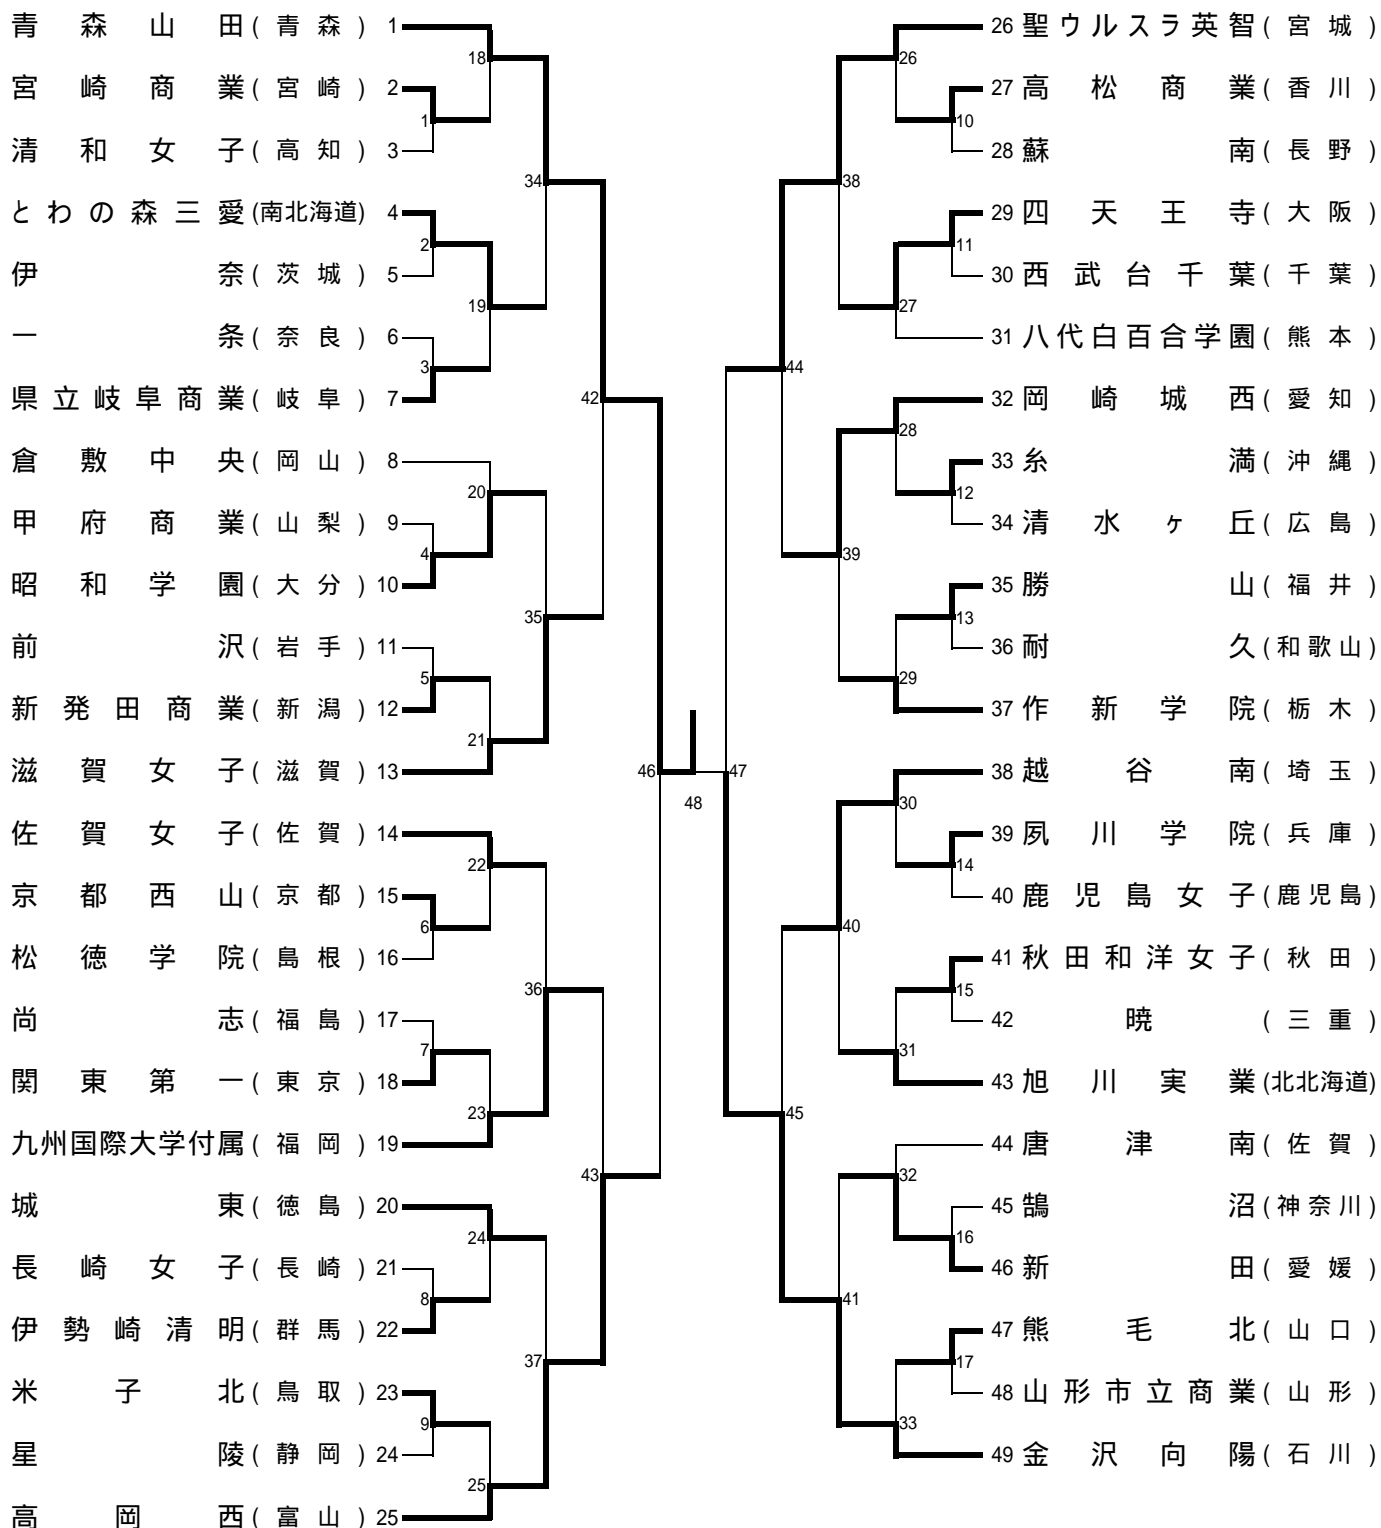 青森山田(青森) 1
宮崎商業(宮崎) 2
清和女子(高知) 3
とわの森三愛(南北海道) 4
伊奈(茨城) 5
一条(奈良) 6
県立岐阜商業(岐阜) 7
倉敷中央(岡山) 8
甲府商業(山梨) 9
昭和学園(大分) 10
前沢(岩手) 11
新発田商業(新潟) 12
滋賀女子(滋賀) 13
佐賀女子(佐賀) 14
京都西山(京都) 15
松徳学院(島根) 16
尚志(福島) 17
関東第一(東京) 18
九州国際大学付属(福岡) 19
城東(徳島) 20
長崎女子(長崎) 21
伊勢崎清明(群馬) 22
米子北(鳥取) 23
星陵(静岡) 24
高岡西(富山) 25
18
1
34
2
19
3
42
20
4
35
5
21
46
22
6
36
7
23
43
24
8
37
9
25
48
47
26
10
38
11
27
44
28
12
39
13
29
30
14
40
15
31
45
32
16
41
17
33
26 聖ウルスラ英智(宮城)
27 高松商業(香川)
28 蘇南(長野)
29 四天王寺(大阪)
30 西武台千葉(千葉)
31 八代白百合学園(熊本)
32 岡崎城西(愛知)
33 糸満(沖縄)
34 清水ヶ丘(広島)
35 勝山(福井)
36 耐久(和歌山)
37 作新学院(栃木)
38 越谷南(埼玉)
39 夙川学院(兵庫)
40 鹿児島女子(鹿児島)
41 秋田和洋女子(秋田)
42 暁(三重)
43 旭川実業(北北海道)
44 唐津南(佐賀)
45 鵠沼(神奈川)
46 新田(愛媛)
47 熊毛北(山口)
48 山形市立商業(山形)
49 金沢向陽(石川)